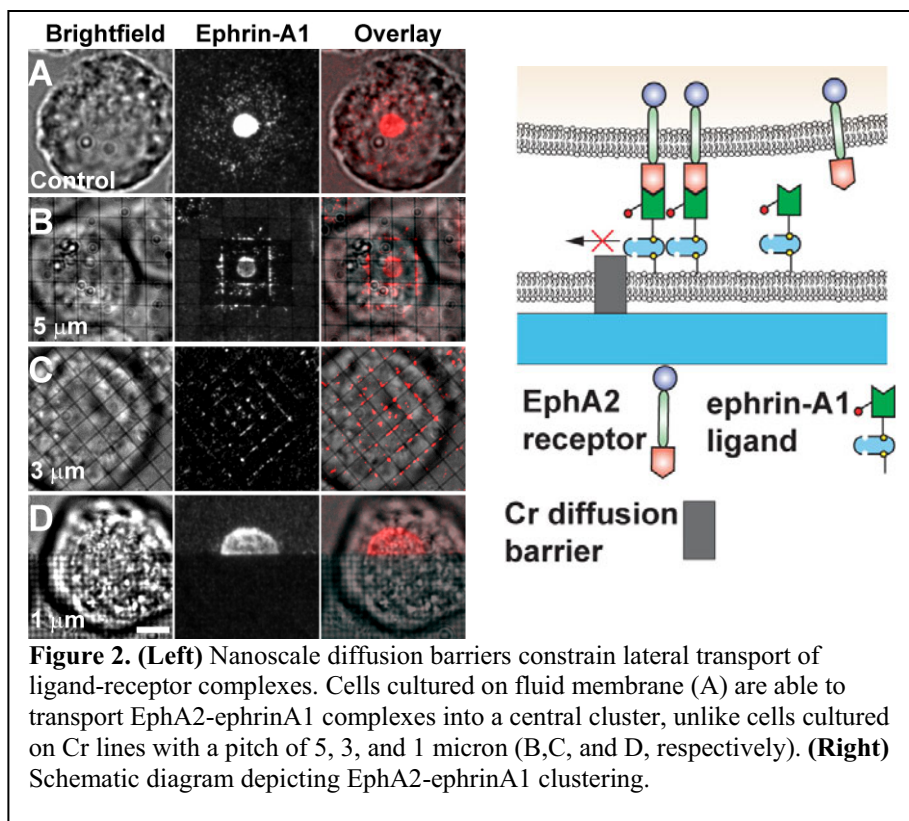 Brightfield Ephrin-A1 Overlay
A
Control
B
5 μm
C
3 μm
D
1 μm
EphA2
receptor
ephrin-A1
ligand
Cr diffusion
barrier
Figure 2. (Left) Nanoscale diffusion barriers constrain lateral transport of
ligand-receptor complexes. Cells cultured on fluid membrane (A) are able to
transport EphA2-ephrinA1 complexes into a central cluster, unlike cells cultured
on Cr lines with a pitch of 5, 3, and 1 micron (B,C, and D, respectively). (Right)
Schematic diagram depicting EphA2-ephrinA1 clustering.